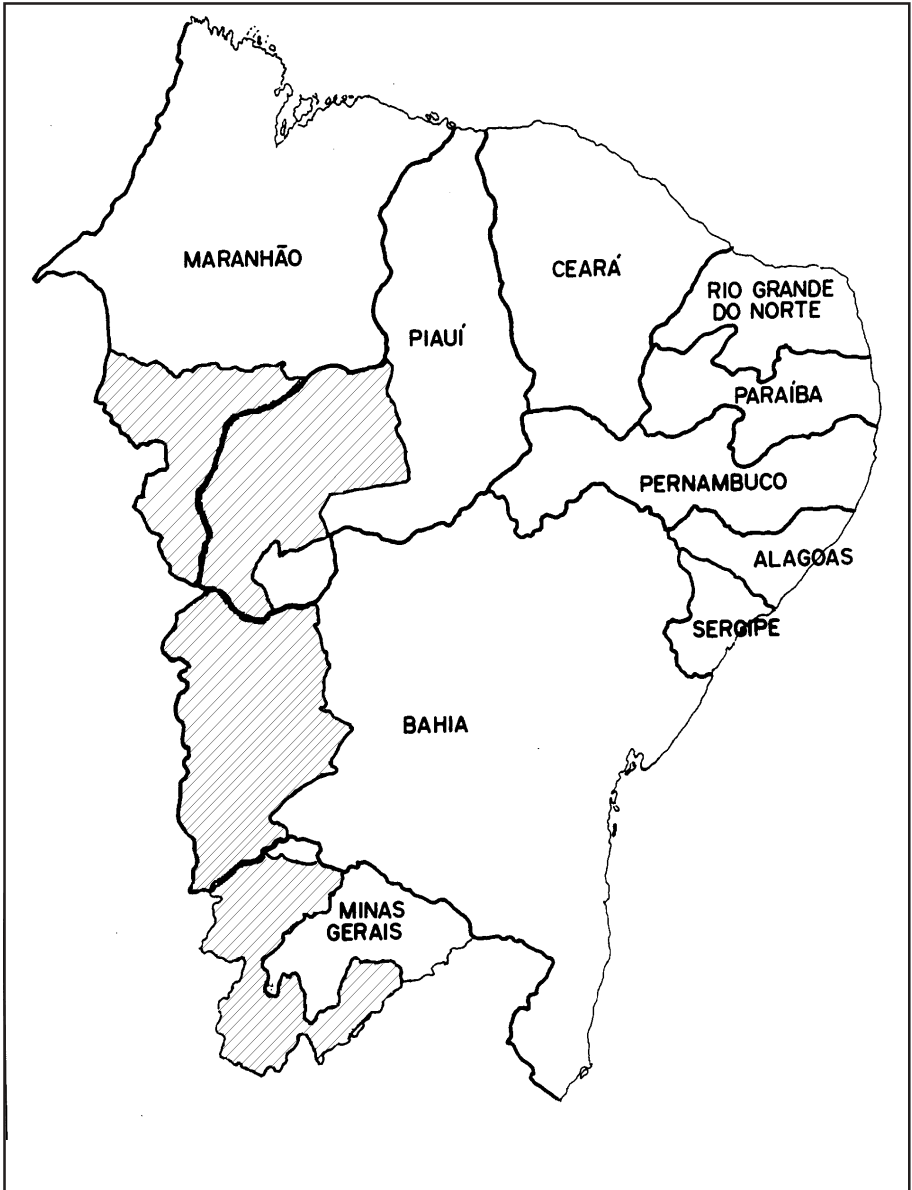 MARANHÃO
CEARÁ
RIO GRANDE
DO NORTE
PIAUÍ
PARAÍBA
PERNAMBUCO
ALAGOAS
SERGIPE
BAHIA
MINAS
GERAIS